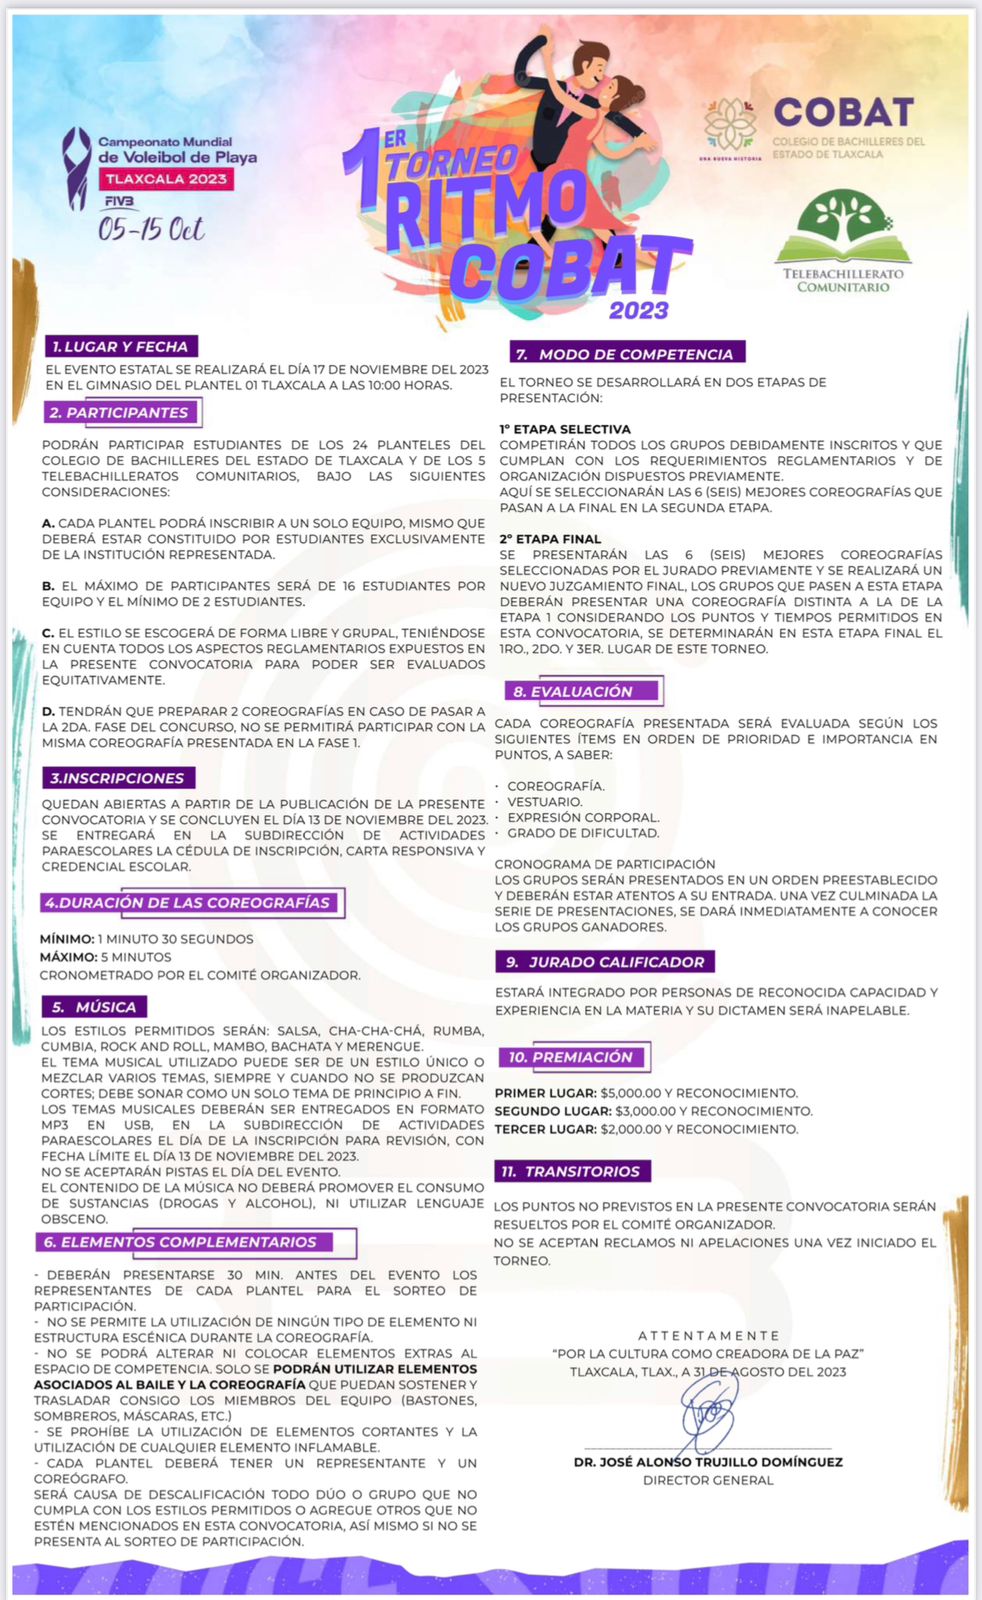 Campeonato Mundial
de Voleibol de Playa
TLAXCALA 2023
FIVB
05-15 Oct
1ER
TORNEO
RITMO
COBAT
2023
UNA NUEVA HISTORIA
COBAT
COLEGIO DE BACHILLERES DEL
ESTADO DE TLAXCALA
TELEBACHILLERATO
COMUNITARIO
1. LUGAR Y FECHA
EL EVENTO ESTATAL SE REALIZARÁ EL DÍA 17 DE NOVIEMBRE DEL 2023
EN EL GIMNASIO DEL PLANTEL 01 TLAXCALA A LAS 10:00 HORAS.
2. PARTICIPANTES
PODRÁN PARTICIPAR ESTUDIANTES DE LOS 24 PLANTELES DEL
COLEGIO DE BACHILLERES DEL ESTADO DE TLAXCALA Y DE LOS 5
TELEBACHILLERATOS COMUNITARIOS, BAJO LAS SIGUIENTES
CONSIDERACIONES:
A. CADA PLANTEL PODRÁ INSCRIBIR A UN SOLO EQUIPO, MISMO QUE
DEBERÁ ESTAR CONSTITUIDO POR ESTUDIANTES EXCLUSIVAMENTE
DE LA INSTITUCIÓN REPRESENTADA.
B. EL MÁXIMO DE PARTICIPANTES SERÁ DE 16 ESTUDIANTES POR
EQUIPO Y EL MÍNIMO DE 2 ESTUDIANTES.
C. EL ESTILO SE ESCOGERÁ DE FORMA LIBRE Y GRUPAL, TENIÉNDOSE
EN CUENTA TODOS LOS ASPECTOS REGLAMENTARIOS EXPUESTOS EN
LA PRESENTE CONVOCATORIA PARA PODER SER EVALUADOS
EQUITATIVAMENTE.
D. TENDRÁN QUE PREPARAR 2 COREOGRAFÍAS EN CASO DE PASAR A
LA 2DA. FASE DEL CONCURSO, NO SE PERMITIRÁ PARTICIPAR CON LA
MISMA COREOGRAFÍA PRESENTADA EN LA FASE 1.
3.INSCRIPCIONES
QUEDAN ABIERTAS A PARTIR DE LA PUBLICACIÓN DE LA PRESENTE
CONVOCATORIA Y SE CONCLUYEN EL DÍA 13 DE NOVIEMBRE DEL 2023.
SE ENTREGARÁ EN LA SUBDIRECCIÓN DE ACTIVIDADES
PARAESCOLARES LA CÉDULA DE INSCRIPCIÓN, CARTA RESPONSIVA Y
CREDENCIAL ESCOLAR.
4.DURACIÓN DE LAS COREOGRAFÍAS
MÍNIMO: 1 MINUTO 30 SEGUNDOS
MÁXIMO: 5 MINUTOS
CRONOMETRADO POR EL COMITÉ ORGANIZADOR.
5. MÚSICA
LOS ESTILOS PERMITIDOS SERÁN: SALSA, CHA-CHA-CHÁ, RUMBA,
CUMBIA, ROCK AND ROLL, MAMBO, BACHATA Y MERENGUE.
EL TEMA MUSICAL UTILIZADO PUEDE SER DE UN ESTILO ÚNICO O
MEZCLAR VARIOS TEMAS, SIEMPRE Y CUANDO NO SE PRODUZCAN
CORTES; DEBE SONAR COMO UN SOLO TEMA DE PRINCIPIO A FIN.
LOS TEMAS MUSICALES DEBERÁN SER ENTREGADOS EN FORMATO
MP3 EN USB, EN LA SUBDIRECCIÓN DE ACTIVIDADES
PARAESCOLARES EL DÍA DE LA INSCRIPCIÓN PARA REVISIÓN, CON
FECHA LÍMITE EL DÍA 13 DE NOVIEMBRE DEL 2023.
NO SE ACEPTARÁN PISTAS EL DÍA DEL EVENTO.
EL CONTENIDO DE LA MÚSICA NO DEBERÁ PROMOVER EL CONSUMO
DE SUSTANCIAS (DROGAS Y ALCOHOL), NI UTILIZAR LENGUAJE
OBSCENO.
6. ELEMENTOS COMPLEMENTARIOS
- DEBERÁN PRESENTARSE 30 MIN. ANTES DEL EVENTO LOS
REPRESENTANTES DE CADA PLANTEL PARA EL SORTEO DE
PARTICIPACIÓN.
- NO SE PERMITE LA UTILIZACIÓN DE NINGÚN TIPO DE ELEMENTO NI
ESTRUCTURA ESCÉNICA DURANTE LA COREOGRAFÍA.
- NO SE PODRÁ ALTERAR NI COLOCAR ELEMENTOS EXTRAS AL
ESPACIO DE COMPETENCIA. SOLO SE PODRÁN UTILIZAR ELEMENTOS
ASOCIADOS AL BAILE Y LA COREOGRAFÍA QUE PUEDAN SOSTENER Y
TRASLADAR CONSIGO LOS MIEMBROS DEL EQUIPO (BASTONES,
SOMBREROS, MÁSCARAS, ETC.)
- SE PROHÍBE LA UTILIZACIÓN DE ELEMENTOS CORTANTES Y LA
UTILIZACIÓN DE CUALQUIER ELEMENTO INFLAMABLE.
- CADA PLANTEL DEBERÁ TENER UN REPRESENTANTE Y UN
COREÓGRAFO.
SERÁ CAUSA DE DESCALIFICACIÓN TODO DÚO O GRUPO QUE NO
CUMPLA CON LOS ESTILOS PERMITIDOS O AGREGUE OTROS QUE NO
ESTÉN MENCIONADOS EN ESTA CONVOCATORIA, ASÍ MISMO SI NO SE
PRESENTA AL SORTEO DE PARTICIPACIÓN.
7. MODO DE COMPETENCIA
EL TORNEO SE DESARROLLARÁ EN DOS ETAPAS DE
PRESENTACIÓN:
1º ETAPA SELECTIVA
COMPETIRÁN TODOS LOS GRUPOS DEBIDAMENTE INSCRITOS Y QUE
CUMPLAN CON LOS REQUERIMIENTOS REGLAMENTARIOS Y DE
ORGANIZACIÓN DISPUESTOS PREVIAMENTE.
AQUÍ SE SELECCIONARÁN LAS 6 (SEIS) MEJORES COREOGRAFÍAS QUE
PASAN A LA FINAL EN LA SEGUNDA ETAPA.
2º ETAPA FINAL
SE PRESENTARÁN LAS 6 (SEIS) MEJORES COREOGRAFÍAS
SELECCIONADAS POR EL JURADO PREVIAMENTE Y SE REALIZARÁ UN
NUEVO JUZGAMIENTO FINAL, LOS GRUPOS QUE PASEN A ESTA ETAPA
DEBERÁN PRESENTAR UNA COREOGRAFÍA DISTINTA A LA DE LA
ETAPA 1 CONSIDERANDO LOS PUNTOS Y TIEMPOS PERMITIDOS EN
ESTA CONVOCATORIA, SE DETERMINARÁN EN ESTA ETAPA FINAL EL
1RO., 2DO. Y 3ER. LUGAR DE ESTE TORNEO.
8. EVALUACIÓN
CADA COREOGRAFÍA PRESENTADA SERÁ EVALUADA SEGÚN LOS
SIGUIENTES ÍTEMS EN ORDEN DE PRIORIDAD E IMPORTANCIA EN
PUNTOS, A SABER:
· COREOGRAFÍA.
· VESTUARIO.
· EXPRESIÓN CORPORAL.
· GRADO DE DIFICULTAD.
CRONOGRAMA DE PARTICIPACIÓN
LOS GRUPOS SERÁN PRESENTADOS EN UN ORDEN PREESTABLECIDO
Y DEBERÁN ESTAR ATENTOS A SU ENTRADA. UNA VEZ CULMINADA LA
SERIE DE PRESENTACIONES, SE DARÁ INMEDIATAMENTE A CONOCER
LOS GRUPOS GANADORES.
9. JURADO CALIFICADOR
ESTARÁ INTEGRADO POR PERSONAS DE RECONOCIDA CAPACIDAD Y
EXPERIENCIA EN LA MATERIA Y SU DICTAMEN SERÁ INAPELABLE.
10. PREMIACIÓN
PRIMER LUGAR: $5,000.00 Y RECONOCIMIENTO.
SEGUNDO LUGAR: $3,000.00 Y RECONOCIMIENTO.
TERCER LUGAR: $2,000.00 Y RECONOCIMIENTO.
11. TRANSITORIOS
LOS PUNTOS NO PREVISTOS EN LA PRESENTE CONVOCATORIA SERÁN
RESUELTOS POR EL COMITÉ ORGANIZADOR.
NO SE ACEPTAN RECLAMOS NI APELACIONES UNA VEZ INICIADO EL
TORNEO.
ATTENTAMENTE
“POR LA CULTURA COMO CREADORA DE LA PAZ”
TLAXCALA, TLAX., A 31 DE AGOSTO DEL 2023
DR. JOSÉ ALONSO TRUJILLO DOMÍNGUEZ
DIRECTOR GENERAL